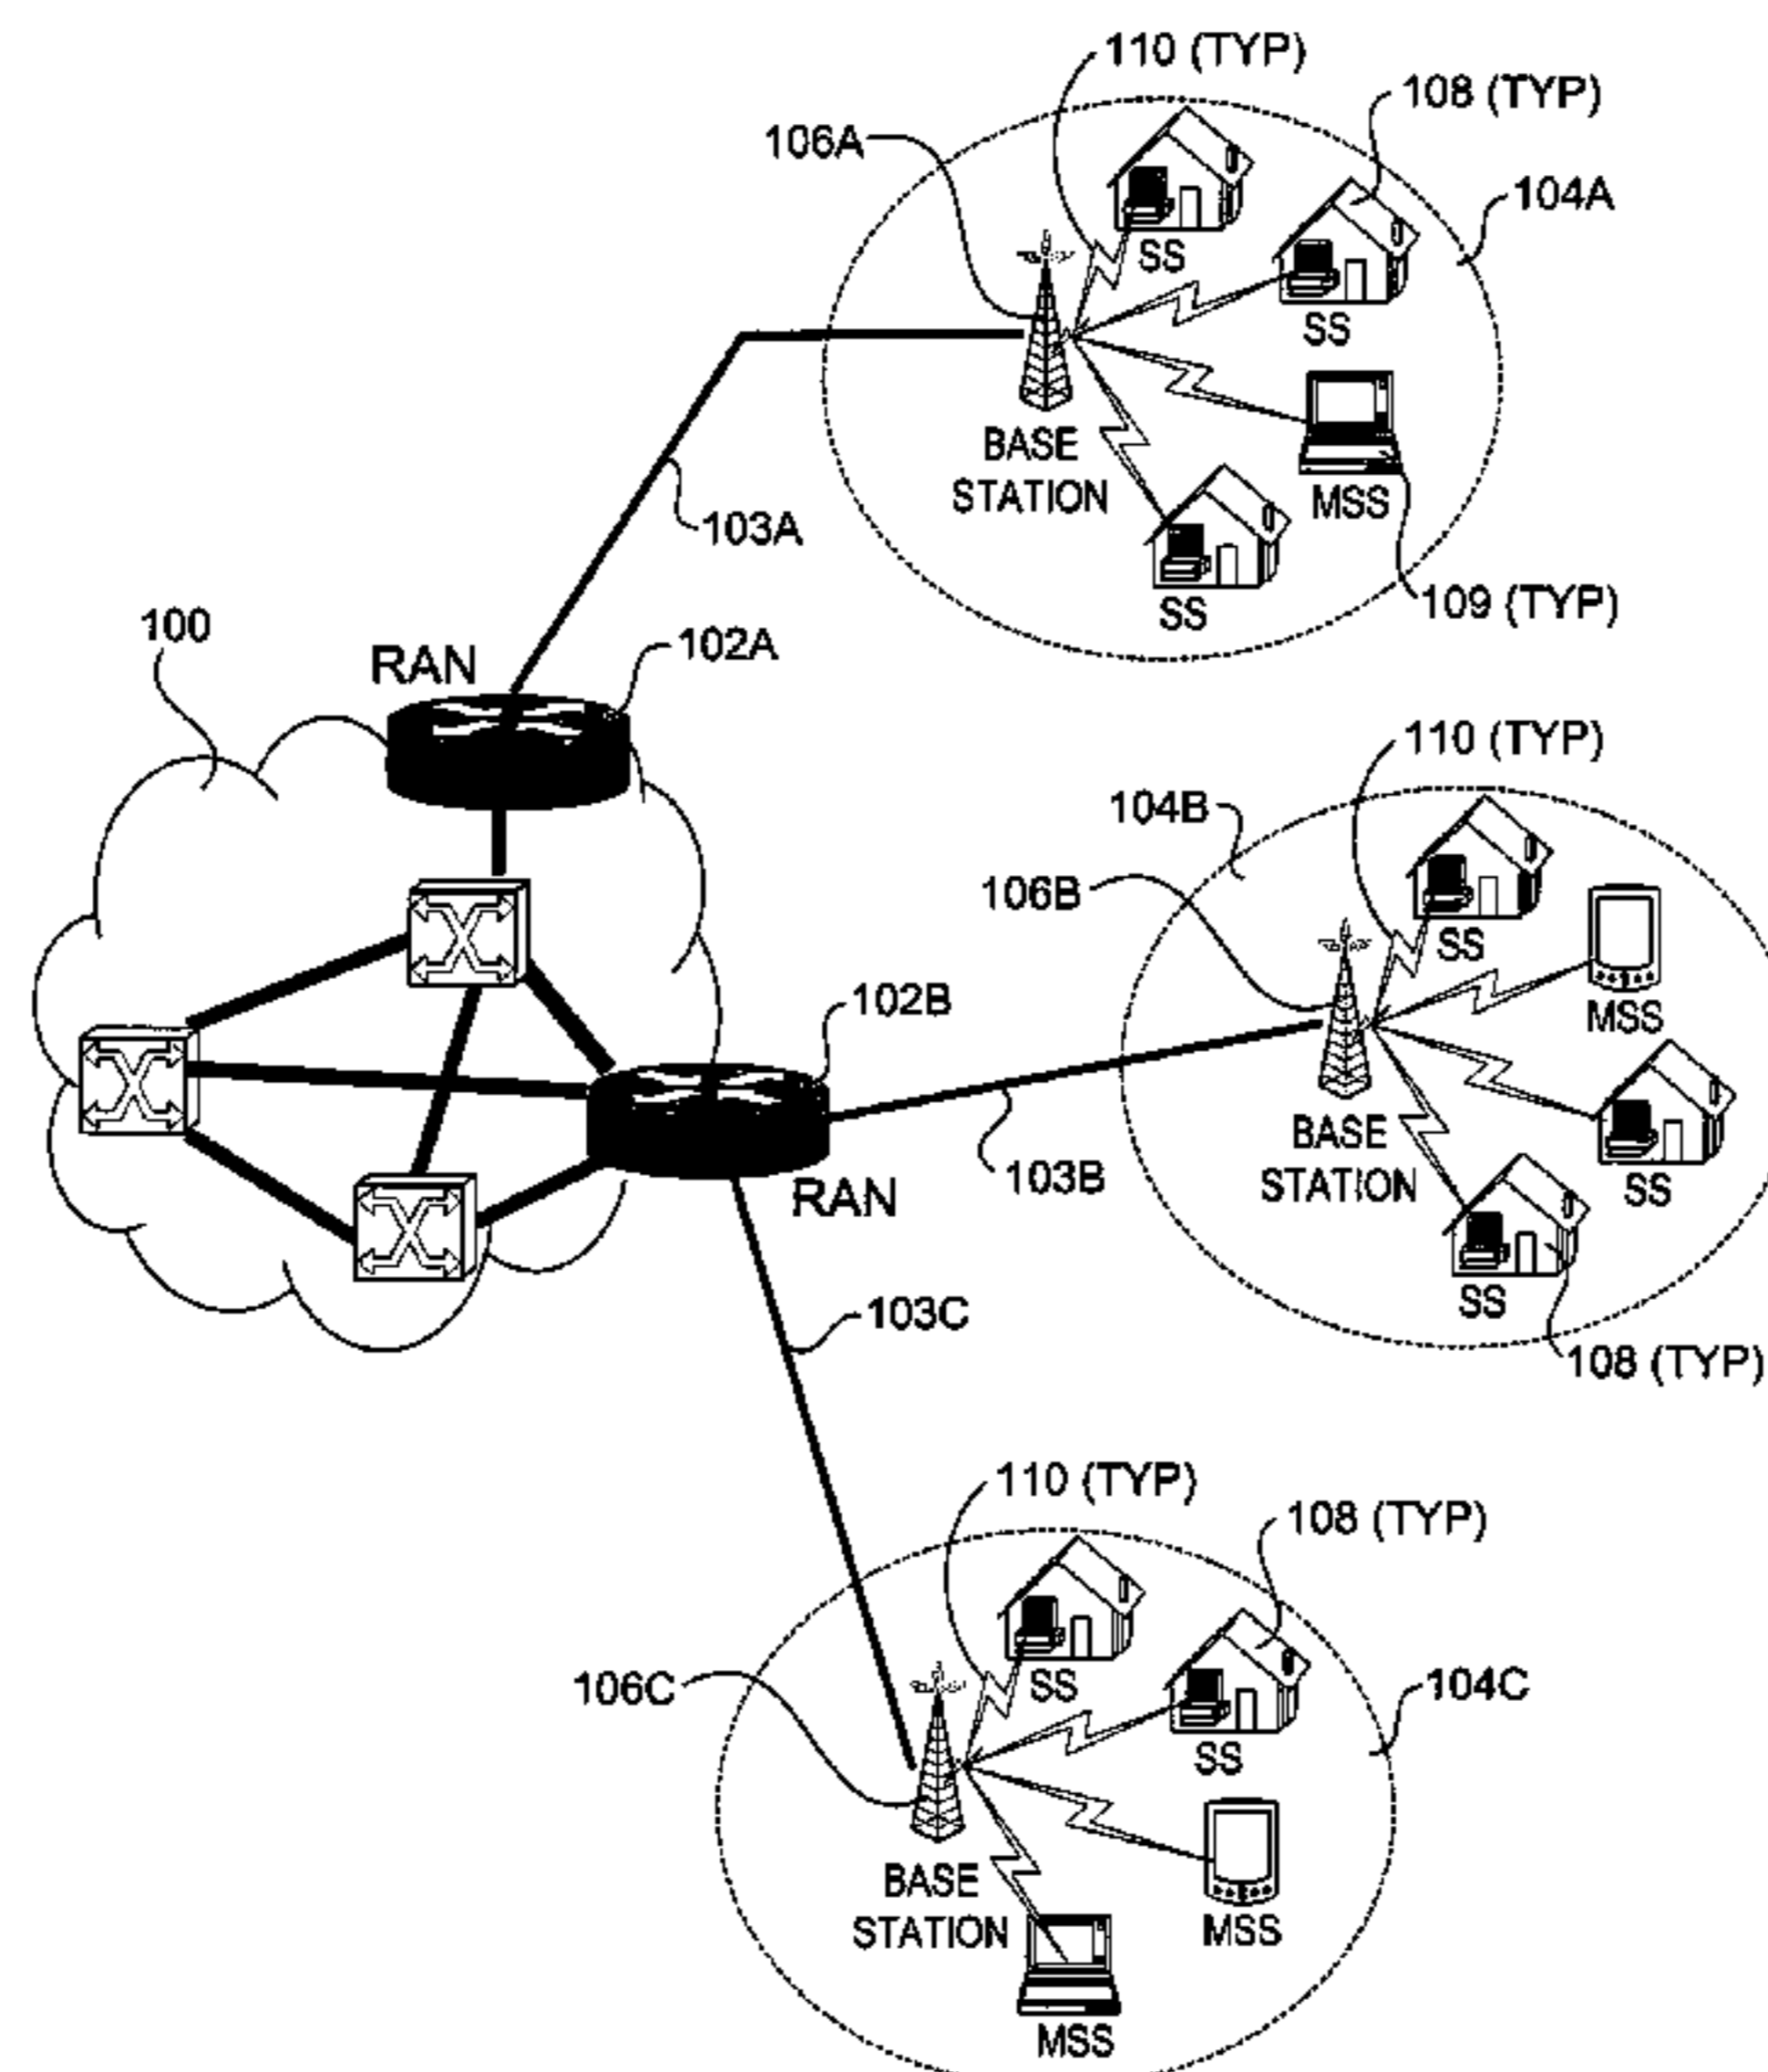 110 (TYP)
108 (TYP)
106A
104A
SS
SS
BASE
STATION
MSS
103A
109 (TYP)
SS
100
RAN
102A
110 (TYP)
104B
106B
SS
MSS
102B
BASE
STATION
103B
RAN
SS
SS
103C
108 (TYP)
110 (TYP)
108 (TYP)
106C
SS
104C
SS
BASE
STATION
MSS
MSS